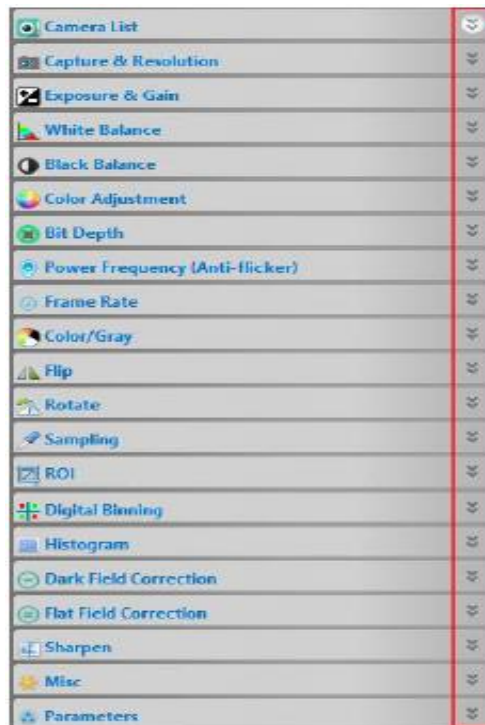 Camera List
Capture & Resolution
Exposure & Gain
White Balance
Black Balance
Color Adjustment
Bit Depth
Power Frequency (Anti-flicker)
Frame Rate
Color/Gray
Flip
Rotate
Sampling
ROI
Digital Binning
Histogram
Dark Field Correction
Flat Field Correction
Sharpen
Misc
Parameters